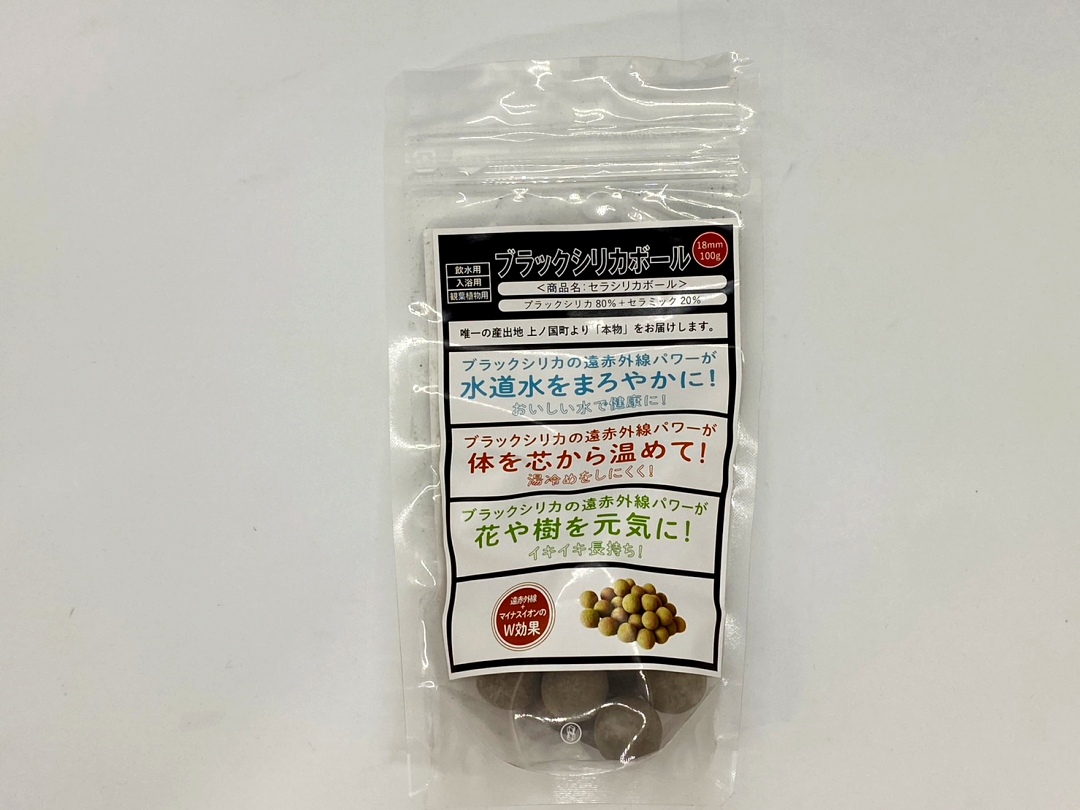 飲水用
入浴用
観葉植物用
ブラックシリカボール
18mm
100g
<商品名:セラシリカボール>
ブラックシリカ80%+セラミック20%
唯一の産出地 上ノ国町より「本物」をお届けします。
ブラックシリカの遠赤外線パワーが
水道水をまろやかに!
おいしい水で健康に!
ブラックシリカの遠赤外線パワーが
体を芯から温めて!
湯冷めをしにくく!
ブラックシリカの遠赤外線パワーが
花や樹を元気に!
イキイキ長持ち!
遠赤外線
+
マイナスイオンの
W効果